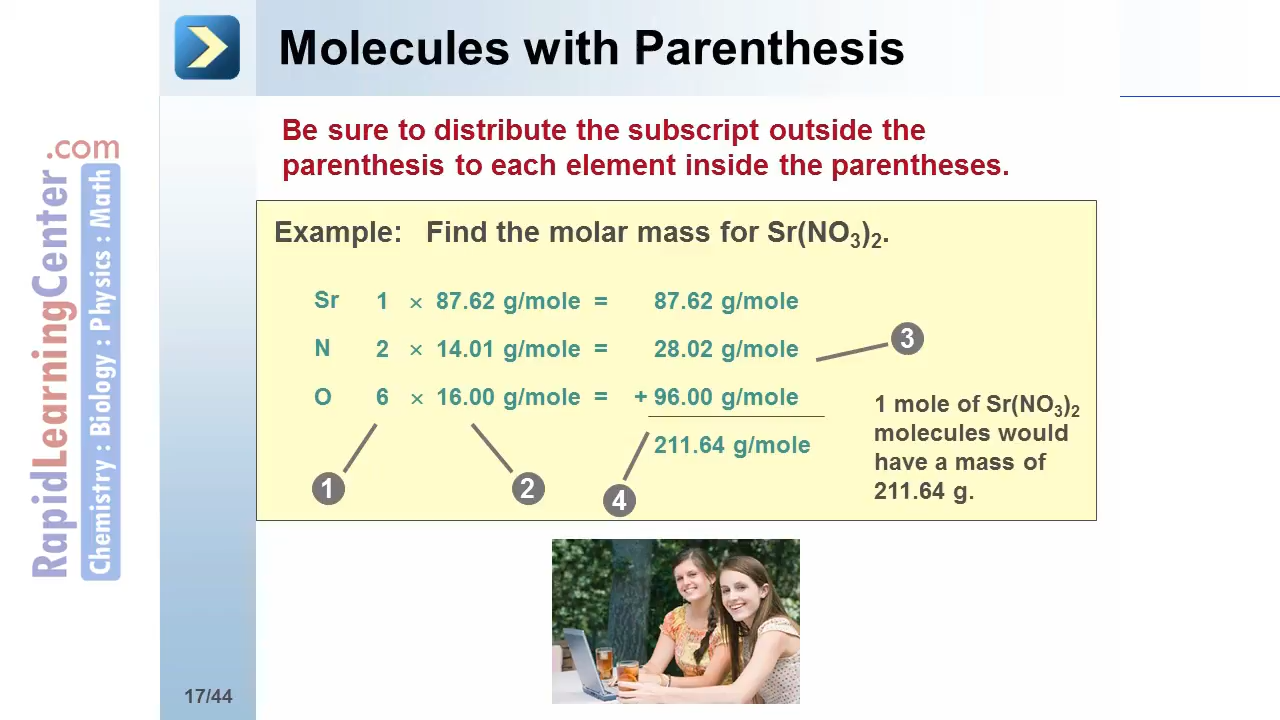 Molecules with Parenthesis
Be sure to distribute the subscript outside the
parenthesis to each element inside the parentheses.
Example: Find the molar mass for Sr(NO₃)₂.
Sr 1 × 87.62 g/mole = 87.62 g/mole
N 2 × 14.01 g/mole = 28.02 g/mole
3
O 6 × 16.00 g/mole = + 96.00 g/mole
211.64 g/mole
1
2
4
1 mole of Sr(NO₃)₂
molecules would
have a mass of
211.64 g.
RapidLearningCenter.com
Chemistry : Biology : Physics : Math
17/44